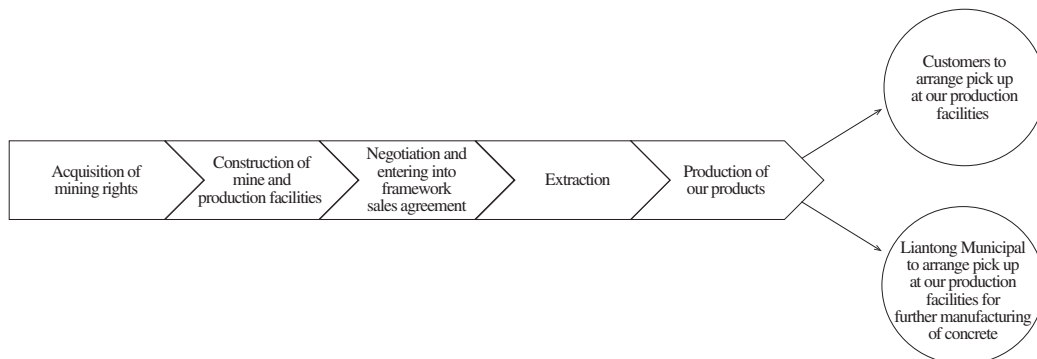 Acquisition of
mining rights
Construction of
mine and
production facilities
Negotiation and
entering into
framework
sales agreement
Extraction
Production of
our products
Customers to
arrange pick up
at our production
facilities
Liantong Municipal
to arrange pick up
at our production
facilities for
further manufacturing
of concrete